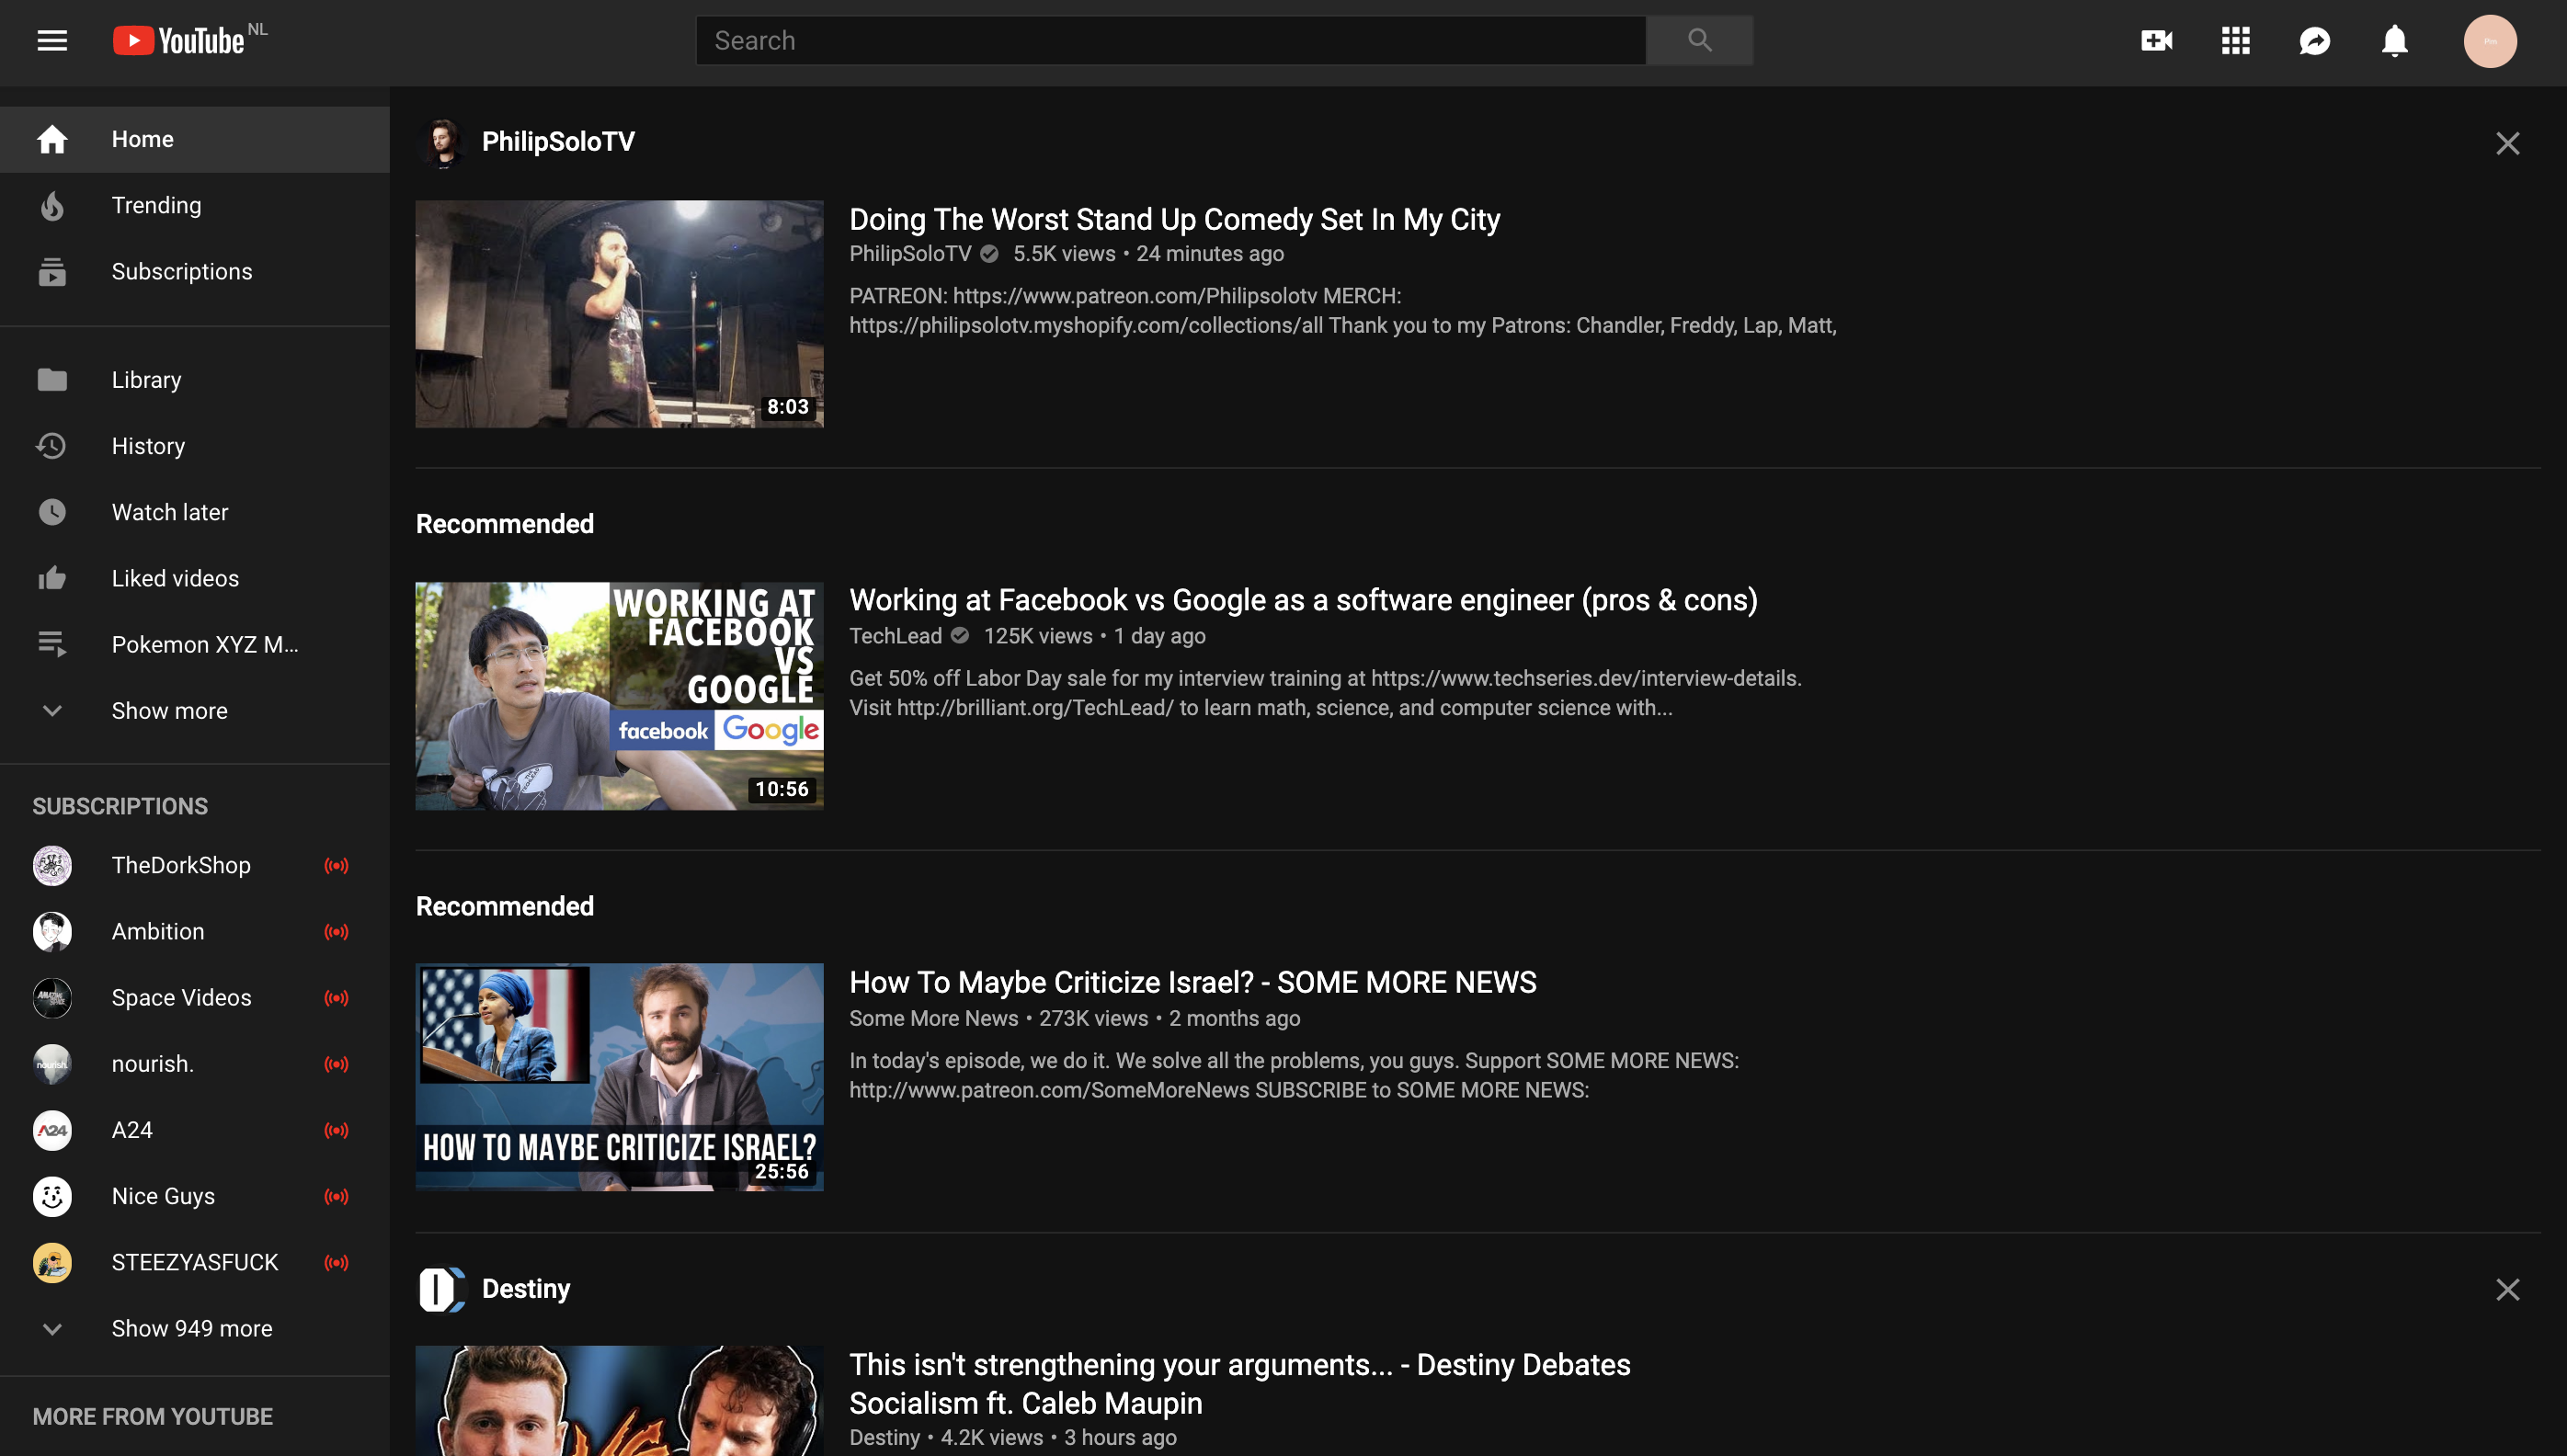 YouTube NL
Search
Home
Trending
Subscriptions
Library
History
Watch later
Liked videos
Pokemon XYZ M...
Show more
SUBSCRIPTIONS
TheDorkShop
Ambition
Space Videos
nourish.
nourish.
A24
A24
Nice Guys
STEEZYASFUCK
Show 949 more
MORE FROM YOUTUBE
PhilipSoloTV
8:03
Doing The Worst Stand Up Comedy Set In My City
PhilipSoloTV 5.5K views • 24 minutes ago
PATREON: https://www.patreon.com/Philipsolotv MERCH:
https://philipsolotv.myshopify.com/collections/all Thank you to my Patrons: Chandler, Freddy, Lap, Matt,
Recommended
WORKING AT
FACEBOOK
VS
GOOGLE
facebook Google
10:56
Working at Facebook vs Google as a software engineer (pros & cons)
TechLead 125K views • 1 day ago
Get 50% off Labor Day sale for my interview training at https://www.techseries.dev/interview-details.
Visit http://brilliant.org/TechLead/ to learn math, science, and computer science with...
Recommended
HOW TO MAYBE CRITICIZE ISRAEL?
25:56
How To Maybe Criticize Israel? - SOME MORE NEWS
Some More News • 273K views • 2 months ago
In today's episode, we do it. We solve all the problems, you guys. Support SOME MORE NEWS:
http://www.patreon.com/SomeMoreNews SUBSCRIBE to SOME MORE NEWS:
Destiny
This isn't strengthening your arguments... - Destiny Debates
Socialism ft. Caleb Maupin
Destiny • 4.2K views • 3 hours ago